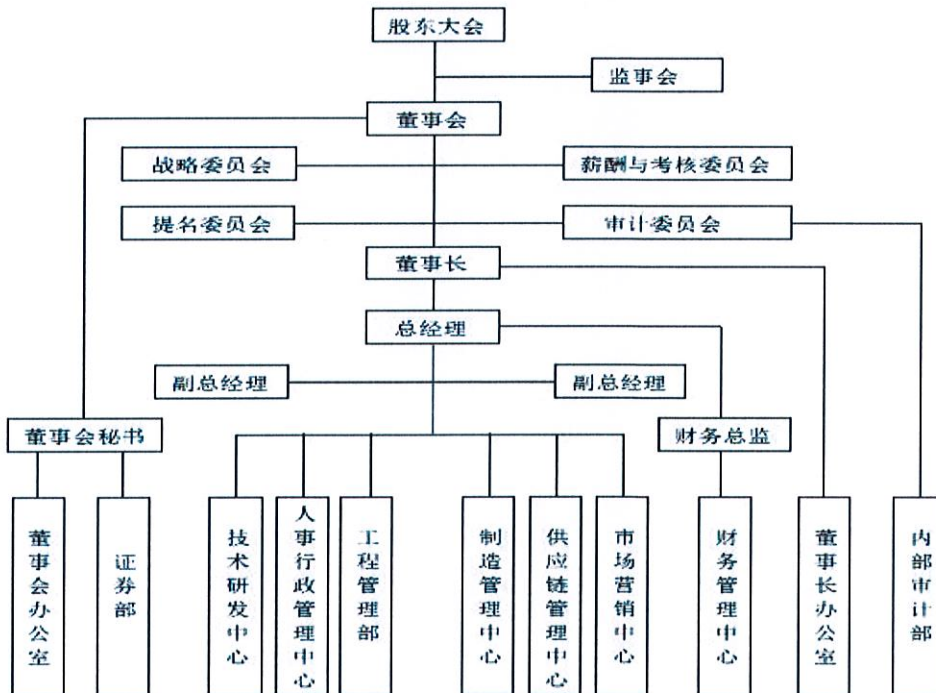 股东大会
监事会
董事会
战略委员会
薪酬与考核委员会
提名委员会
审计委员会
董事长
总经理
副总经理
副总经理
董事会秘书
财务总监
董事会办公室
证券部
技术研发中心
人事行政管理中心
工程管理部
制造管理中心
供应链管理中心
市场营销中心
财务管理中心
董事长办公室
内部审计部